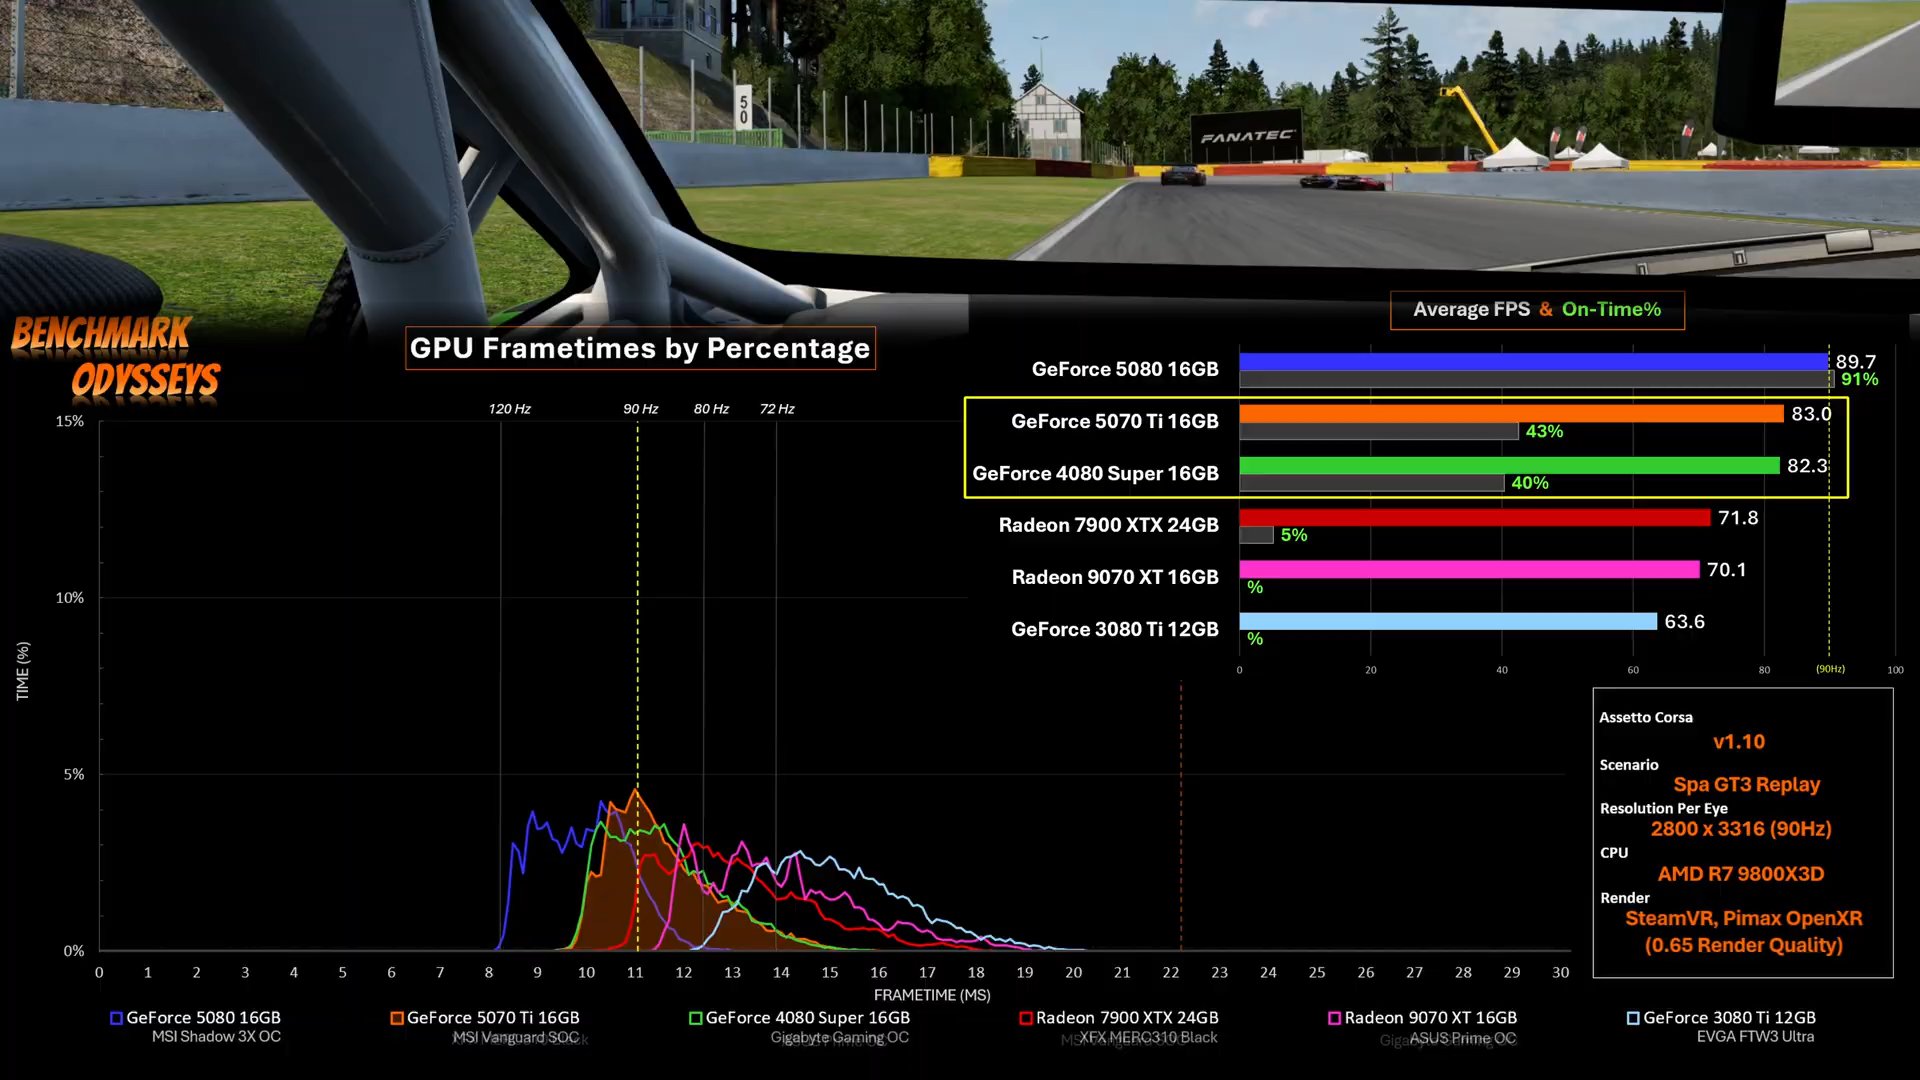 50
FANATEC
BENCHMARK
ODYSSEYS
GPU Frametimes by Percentage
120 Hz
90 Hz
80 Hz
72 Hz
15%
10%
5%
0%
TIME (%)
0 1 2 3 4 5 6 7 8 9 10 11 12 13 14 15 16 17 18 19 20 21 22 23 24 25 26 27 28 29 30
FRAMETIME (MS)
Average FPS & On-Time%
GeForce 5080 16GB
89.7
91%
GeForce 5070 Ti 16GB
83.0
43%
GeForce 4080 Super 16GB
82.3
40%
Radeon 7900 XTX 24GB
71.8
5%
Radeon 9070 XT 16GB
70.1
%
GeForce 3080 Ti 12GB
63.6
%
0 20 40 60 80 (90Hz) 100
Assetto Corsa
v1.10
Scenario
Spa GT3 Replay
Resolution Per Eye
2800 x 3316 (90Hz)
CPU
AMD R7 9800X3D
Render
SteamVR, Pimax OpenXR
(0.65 Render Quality)
GeForce 5080 16GB
MSI Shadow 3X OC
GeForce 5070 Ti 16GB
MSI Vanguard SOC
GeForce 4080 Super 16GB
Gigabyte Gaming OC
Radeon 7900 XTX 24GB
XFX MERC310 Black
Radeon 9070 XT 16GB
ASUS Prime OC
GeForce 3080 Ti 12GB
EVGA FTW3 Ultra